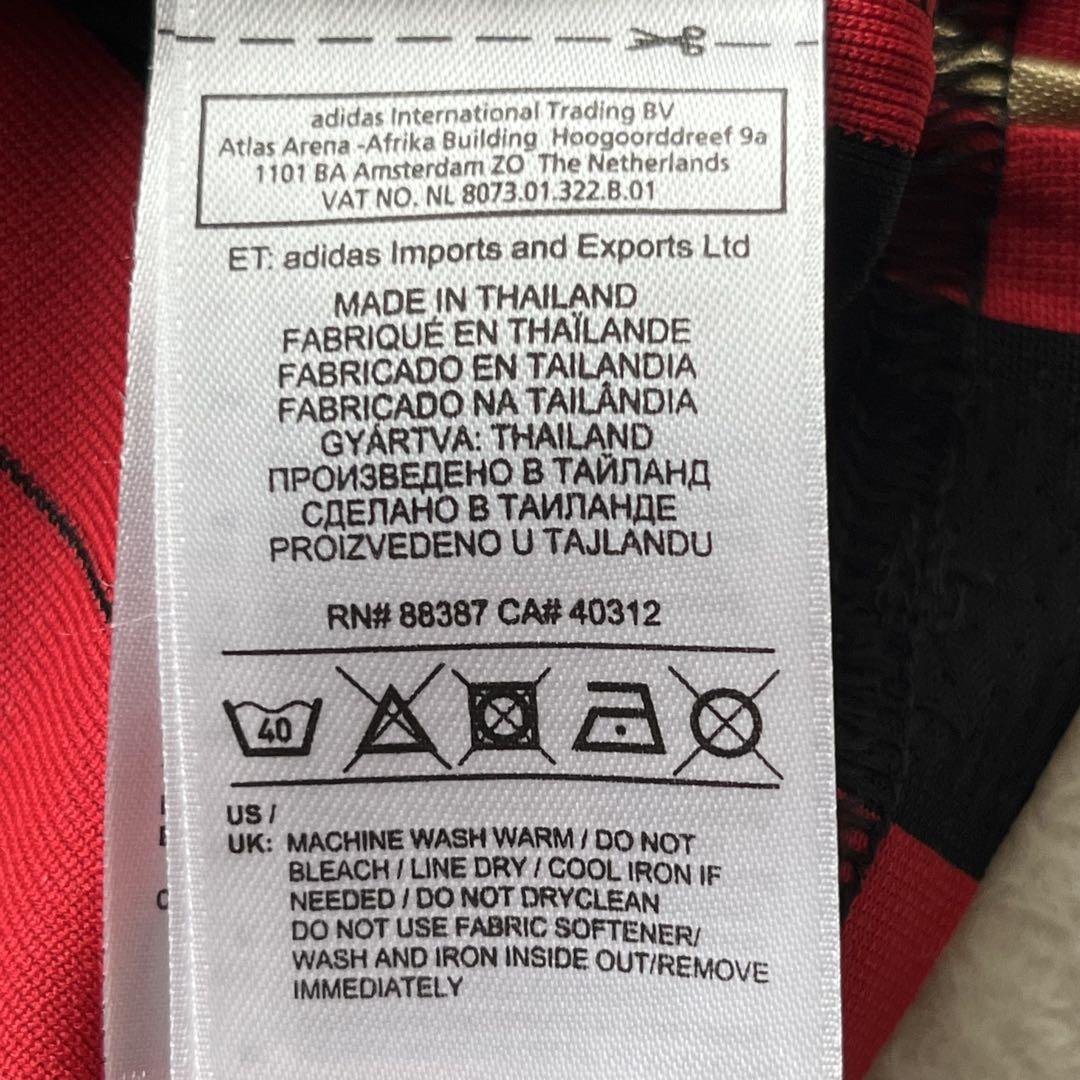 adidas International Trading BV
Atlas Arena -Afrika Building Hoogoorddreef 9a
1101 BA Amsterdam ZO The Netherlands
VAT NO. NL 8073.01.322.B.01
ET: adidas Imports and Exports Ltd
MADE IN THAILAND
FABRIQUÉ EN THAÏLANDE
FABRICADO EN TAILANDIA
FABRICADO NA TAILÂNDIA
GYÁRTVA: THAILAND
ПРОИЗВЕДЕНО В ТАЙЛАНД
СДЕЛАНО В ТАИЛАНДЕ
PROIZVEDENO U TAJLANDU
RN# 88387 CA# 40312
40
US /
UK: MACHINE WASH WARM / DO NOT
BLEACH / LINE DRY / COOL IRON IF
NEEDED / DO NOT DRYCLEAN
DO NOT USE FABRIC SOFTENER/
WASH AND IRON INSIDE OUT/REMOVE
IMMEDIATELY